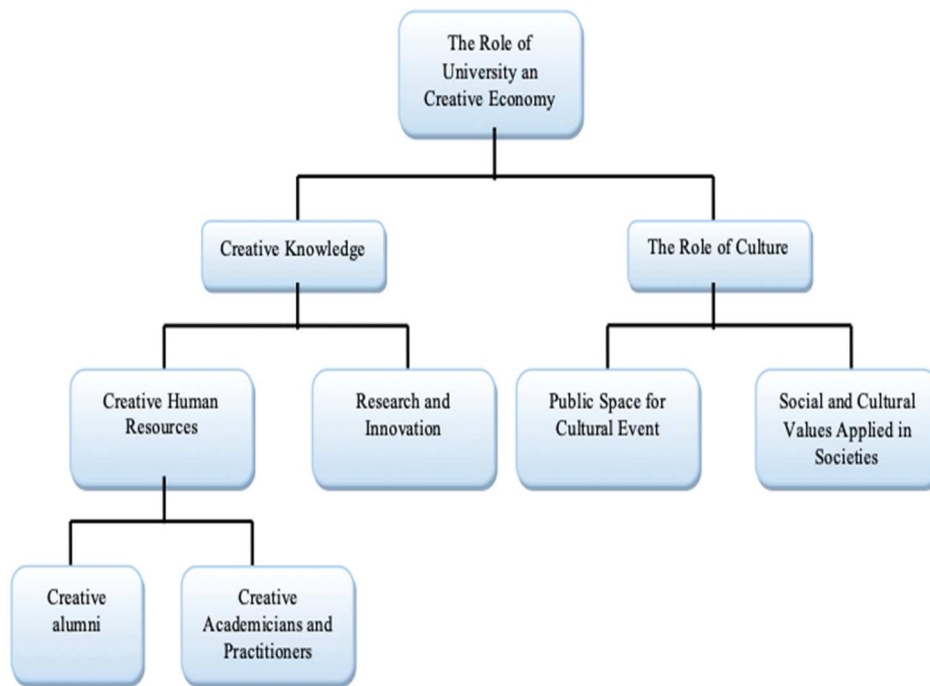 The Role of
University an
Creative Economy
Creative Knowledge
The Role of Culture
Creative Human
Resources
Research and
Innovation
Public Space for
Cultural Event
Social and Cultural
Values Applied in
Societies
Creative
alumni
Creative
Academicians and
Practitioners